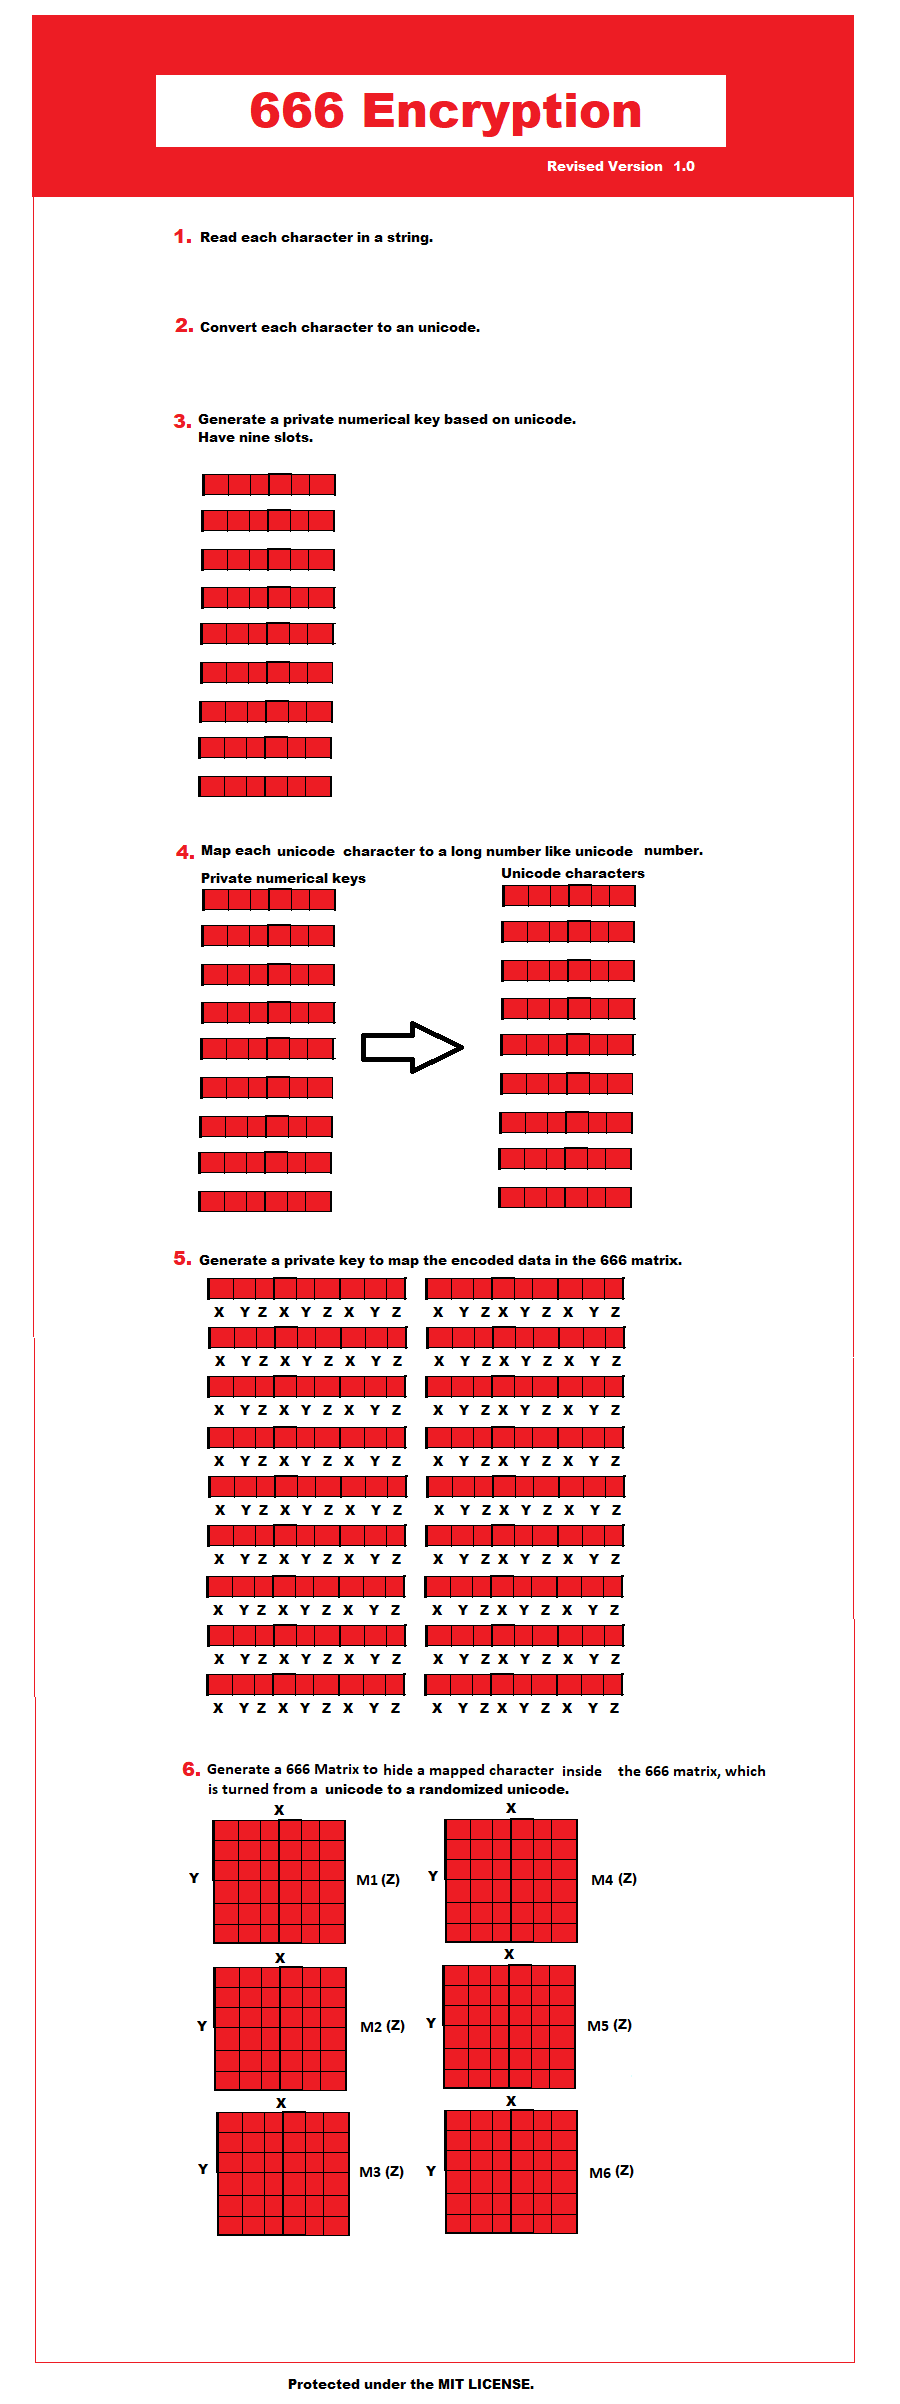 666 Encryption
Revised Version 1.0
1. Read each character in a string.
2. Convert each character to an unicode.
3. Generate a private numerical key based on unicode.
Have nine slots.
4. Map each unicode character to a long number like unicode number.
Private numerical keys
Unicode characters
5. Generate a private key to map the encoded data in the 666 matrix.
X Y Z X Y Z X Y Z X Y Z X Y Z X Y Z
X Y Z X Y Z X Y Z X Y Z X Y Z X Y Z
X Y Z X Y Z X Y Z X Y Z X Y Z X Y Z
X Y Z X Y Z X Y Z X Y Z X Y Z X Y Z
X Y Z X Y Z X Y Z X Y Z X Y Z X Y Z
X Y Z X Y Z X Y Z X Y Z X Y Z X Y Z
X Y Z X Y Z X Y Z X Y Z X Y Z X Y Z
X Y Z X Y Z X Y Z X Y Z X Y Z X Y Z
X Y Z X Y Z X Y Z X Y Z X Y Z X Y Z
6. Generate a 666 Matrix to hide a mapped character inside the 666 matrix, which
is turned from a unicode to a randomized unicode.
X X
Y M1 (Z) Y M4 (Z)
X X
Y M2 (Z) Y M5 (Z)
X X
Y M3 (Z) Y M6 (Z)
Protected under the MIT LICENSE.